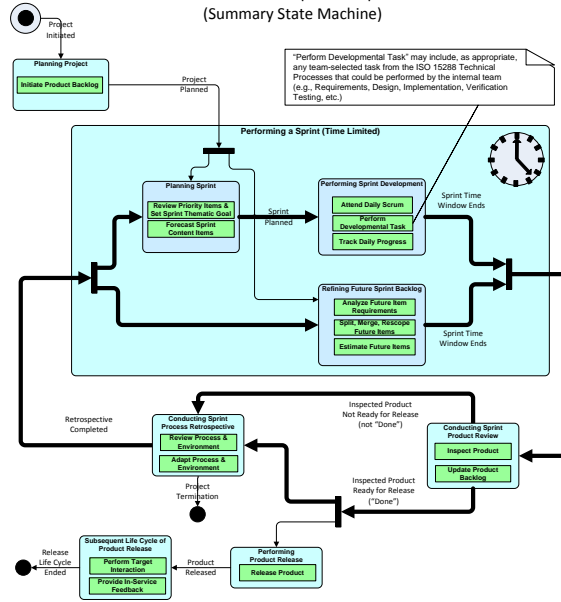 (Summary State Machine)
Project
Initiated
Planning Project
Initiate Product Backlog
Project
Planned
"Perform Developmental Task" may include, as appropriate,
any team-selected task from the ISO 15288 Technical
Processes that could be performed by the internal team
(e.g., Requirements, Design, Implementation, Verification
Testing, etc.)
Performing a Sprint (Time Limited)
Planning Sprint
Review Priority Items &
Set Sprint Thematic Goal
Forecast Sprint
Content Items
Sprint
Planned
Performing Sprint Development
Attend Daily Scrum
Perform
Developmental Task
Track Daily Progress
Sprint Time
Window Ends
Refining Future Sprint Backlog
Analyze Future Item
Requirements
Split, Merge, Rescope
Future Items
Estimate Future Items
Sprint Time
Window Ends
Retrospective
Completed
Conducting Sprint
Process Retrospective
Review Process &
Environment
Adapt Process &
Environment
Project
Termination
Inspected Product
Not Ready for Release
(not "Done")
Conducting Sprint
Product Review
Inspect Product
Update Product
Backlog
Inspected Product
Ready for Release
("Done")
Release
Life Cycle
Ended
Subsequent Life Cycle of
Product Release
Perform Target
Interaction
Provide In-Service
Feedback
Product
Released
Performing
Product Release
Release Product